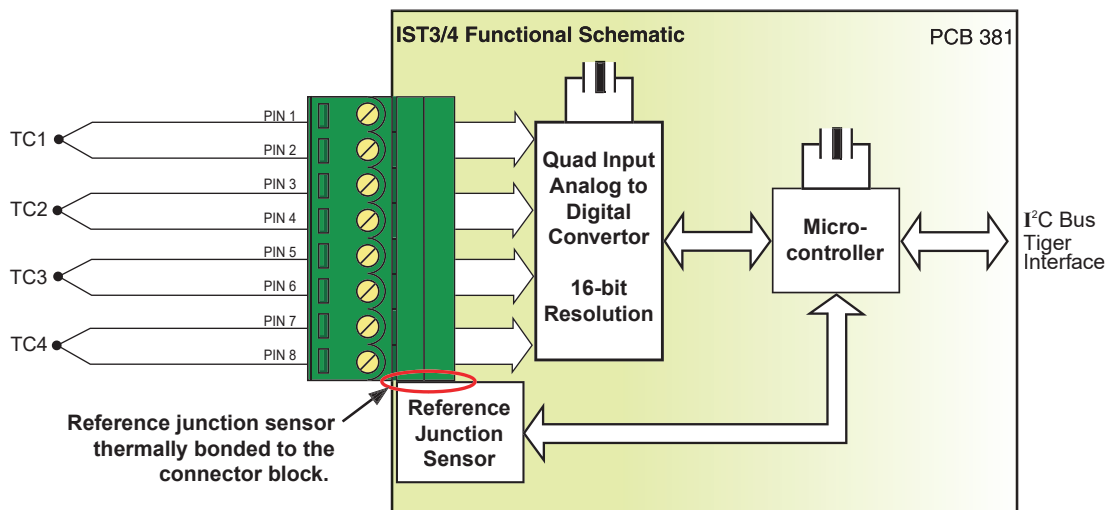 IST3/4 Functional Schematic
PCB 381
TC1
PIN 1
PIN 2
TC2
PIN 3
PIN 4
TC3
PIN 5
PIN 6
TC4
PIN 7
PIN 8
Quad Input
Analog to
Digital
Convertor
16-bit
Resolution
Micro-
controller
I²C Bus
Tiger
Interface
Reference junction sensor
thermally bonded to the
connector block.
Reference
Junction
Sensor